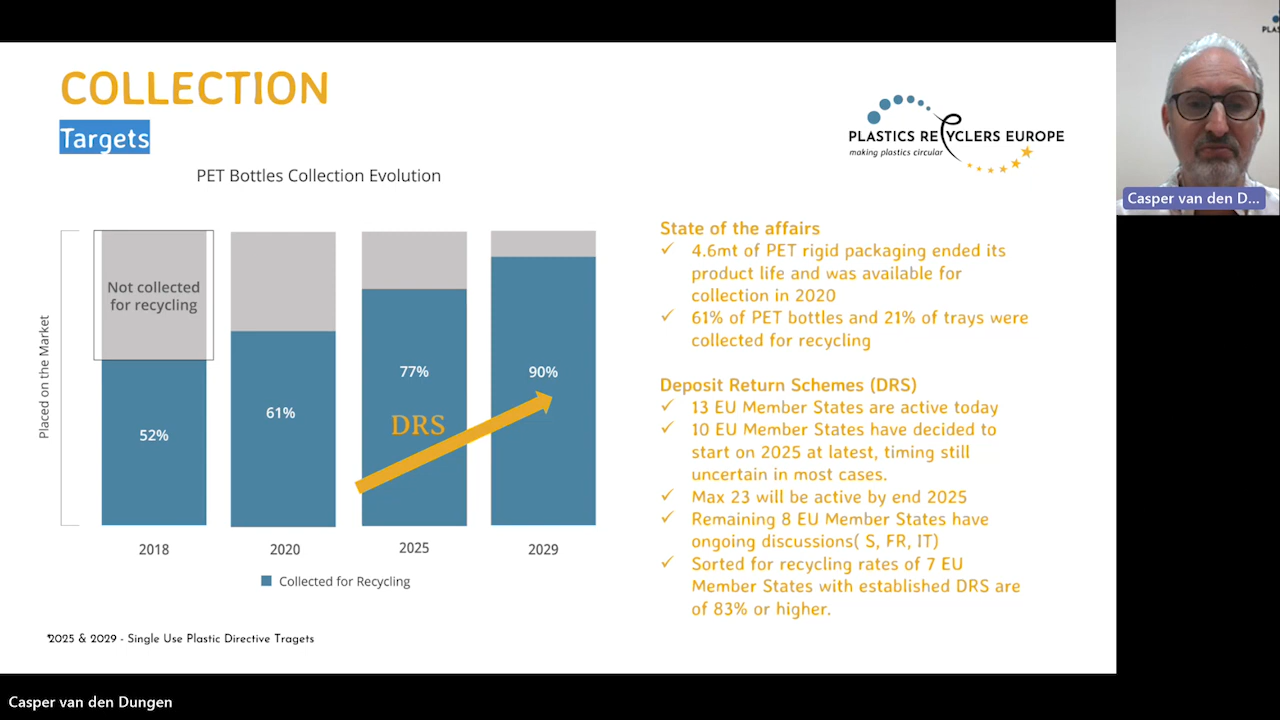 COLLECTION
Targets
PET Bottles Collection Evolution
PLASTICS RECYCLERS EUROPE
making plastics circular
PLAS
Casper van den D...
Placed on the Market
Not collected
for recycling
52%
61%
77%
90%
DRS
2018
2020
2025
2029
Collected for Recycling
*2025 & 2029 - Single Use Plastic Directive Tragets
State of the affairs
✓ 4.6mt of PET rigid packaging ended its
product life and was available for
collection in 2020
✓ 61% of PET bottles and 21% of trays were
collected for recycling
Deposit Return Schemes (DRS)
✓ 13 EU Member States are active today
✓ 10 EU Member States have decided to
start on 2025 at latest, timing still
uncertain in most cases.
✓ Max 23 will be active by end 2025
✓ Remaining 8 EU Member States have
ongoing discussions( S, FR, IT)
✓ Sorted for recycling rates of 7 EU
Member States with established DRS are
of 83% or higher.
Casper van den Dungen